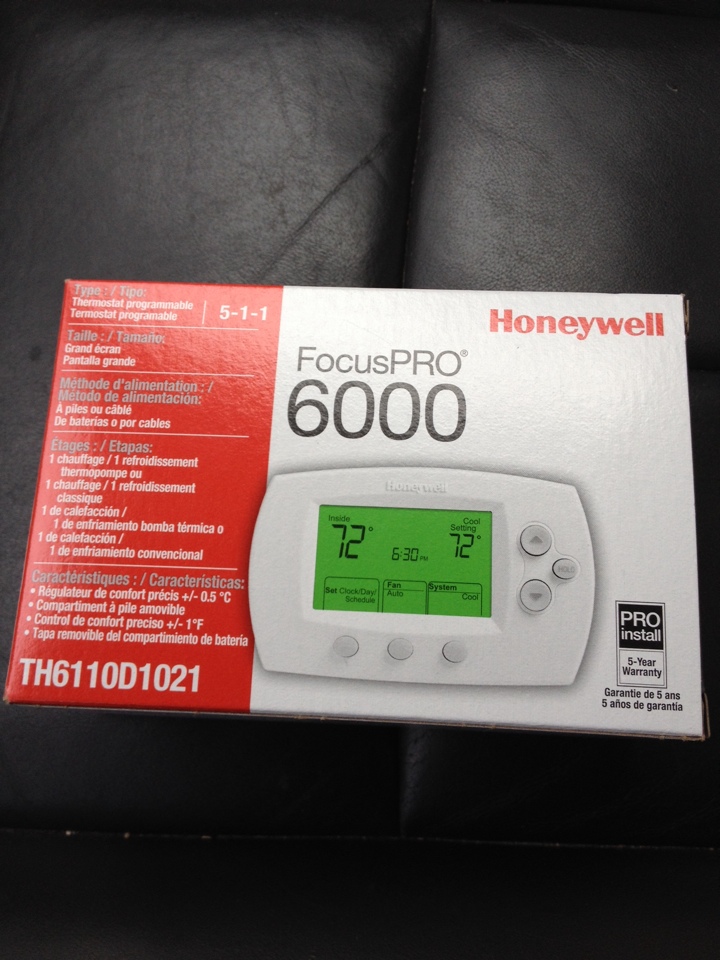 Type : / Tipo:
Thermostat programmable
Termostat programable
5-1-1
Taille : / Tamaño:
Grand écran
Pantalla grande
Méthode d'alimentation : /
Método de alimentación:
À piles ou câblé
De baterías o por cables
Étages : / Etapas:
1 chauffage / 1 refroidissement
thermopompe ou
1 chauffage / 1 refroidissement
classique
1 de calefacción /
1 de enfriamiento bomba térmica o
1 de calefacción /
1 de enfriamiento convencional
Caractéristiques : / Características:
• Régulateur de confort précis +/- 0.5 °C
• Compartiment à pile amovible
• Control de confort preciso +/- 1°F
• Tapa removible del compartimiento de batería
TH6110D1021
Honeywell
FocusPRO®
6000
Honeywell
Inside
72°
6:30 PM
Cool
Setting
72°
Set Clock/Day/
Schedule
Fan
Auto
System
Cool
HOLD
PRO
install
5-Year
Warranty
Garantie de 5 ans
5 años de garantía